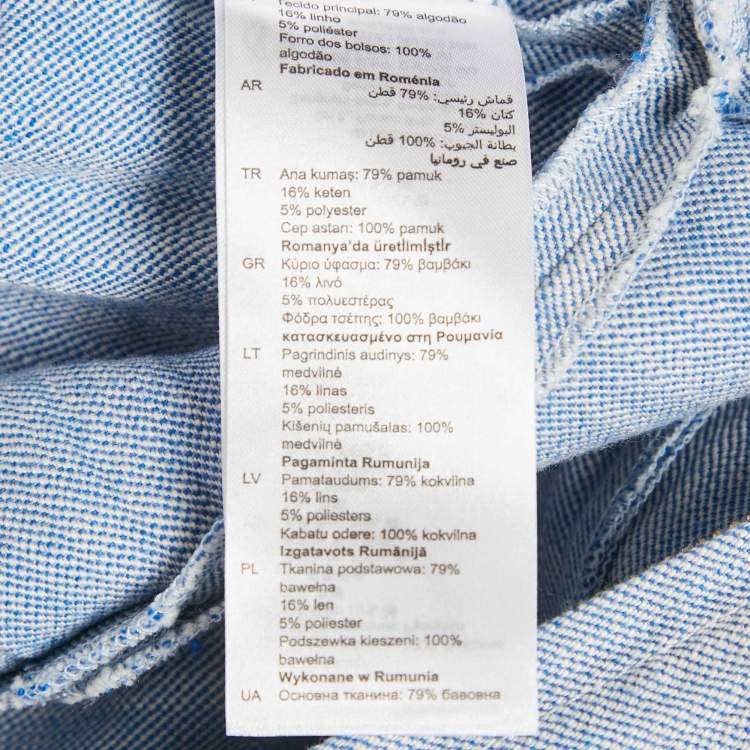 Tecido principal: 79% algodão
16% linho
5% poliéster
Forro dos bolsos: 100%
algodão
Fabricado em Roménia
AR
قماش رئيسي: 79% قطن
كتان 16%
البوليستر 5%
بطانة الجيوب: 100% قطن
صنع في رومانيا
TR Ana kumaş: 79% pamuk
16% keten
5% polyester
Cep astarı: 100% pamuk
Romanya'da üretilmiştir
GR Κύριο ύφασμα: 79% βαμβάκι
16% λινό
5% πολυεστέρας
Φόδρα τσέπης: 100% βαμβάκι
κατασκευασμένο στη Ρουμανία
LT Pagrindinis audinys: 79%
medvilnė
16% linas
5% poliesteris
Kišenių pamušalas: 100%
medvilnė
Pagaminta Rumunija
LV Pamataudums: 79% kokvilna
16% lins
5% poliesters
Kabatu odere: 100% kokvilna
Izgatavots Rumānijā
PL Tkanina podstawowa: 79%
bawełna
16% len
5% poliester
Podszewka kieszeni: 100%
bawełna
Wykonane w Rumunia
UA Основна тканина: 79% бавовна